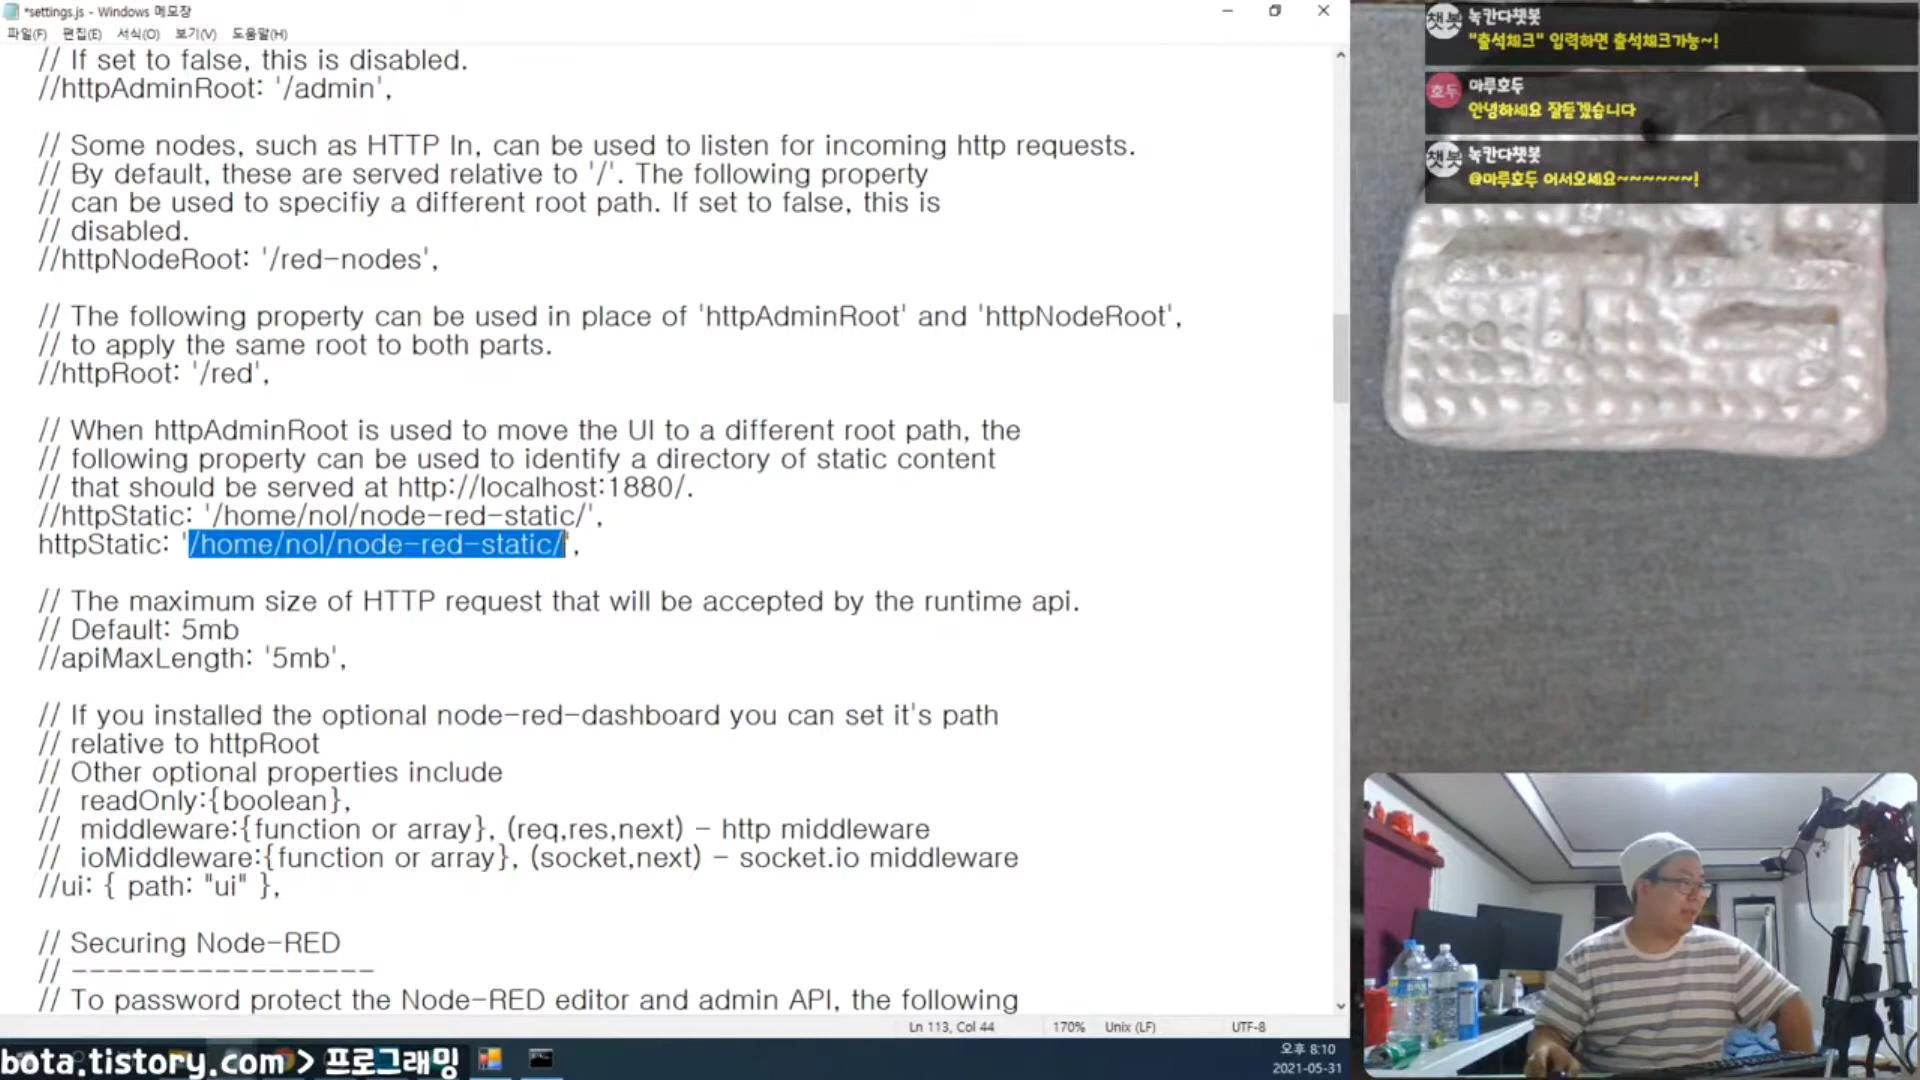 *settings.js - Windows 메모장
파일(F) 편집(E) 서식(O) 보기(V) 도움말(H)
// If set to false, this is disabled.
//httpAdminRoot: '/admin',
// Some nodes, such as HTTP In, can be used to listen for incoming http requests.
// By default, these are served relative to '/'. The following property
// can be used to specifiy a different root path. If set to false, this is
// disabled.
//httpNodeRoot: '/red-nodes',
// The following property can be used in place of 'httpAdminRoot' and 'httpNodeRoot',
// to apply the same root to both parts.
//httpRoot: '/red',
// When httpAdminRoot is used to move the UI to a different root path, the
// following property can be used to identify a directory of static content
// that should be served at http://localhost:1880/.
//httpStatic: '/home/nol/node-red-static/',
httpStatic: '/home/nol/node-red-static/',
// The maximum size of HTTP request that will be accepted by the runtime api.
// Default: 5mb
//apiMaxLength: '5mb',
// If you installed the optional node-red-dashboard you can set it's path
// relative to httpRoot
// Other optional properties include
//  readOnly:{boolean},
//  middleware:{function or array}, (req,res,next) - http middleware
//  ioMiddleware:{function or array}, (socket,next) - socket.io middleware
//ui: { path: "ui" },
// Securing Node-RED
// -----------------
// To password protect the Node-RED editor and admin API, the following
Ln 113, Col 44 170% Unix (LF) UTF-8
bota.tistory.com > 프로그래밍
오후 8:10
2021-05-31
챗봇 녹칸다챗봇
"출석체크" 입력하면 출석체크가능~!
호두 마루호두
안녕하세요 잘듣겠습니다
챗봇 녹칸다챗봇
@마루호두 어서오세요~~~~~~!